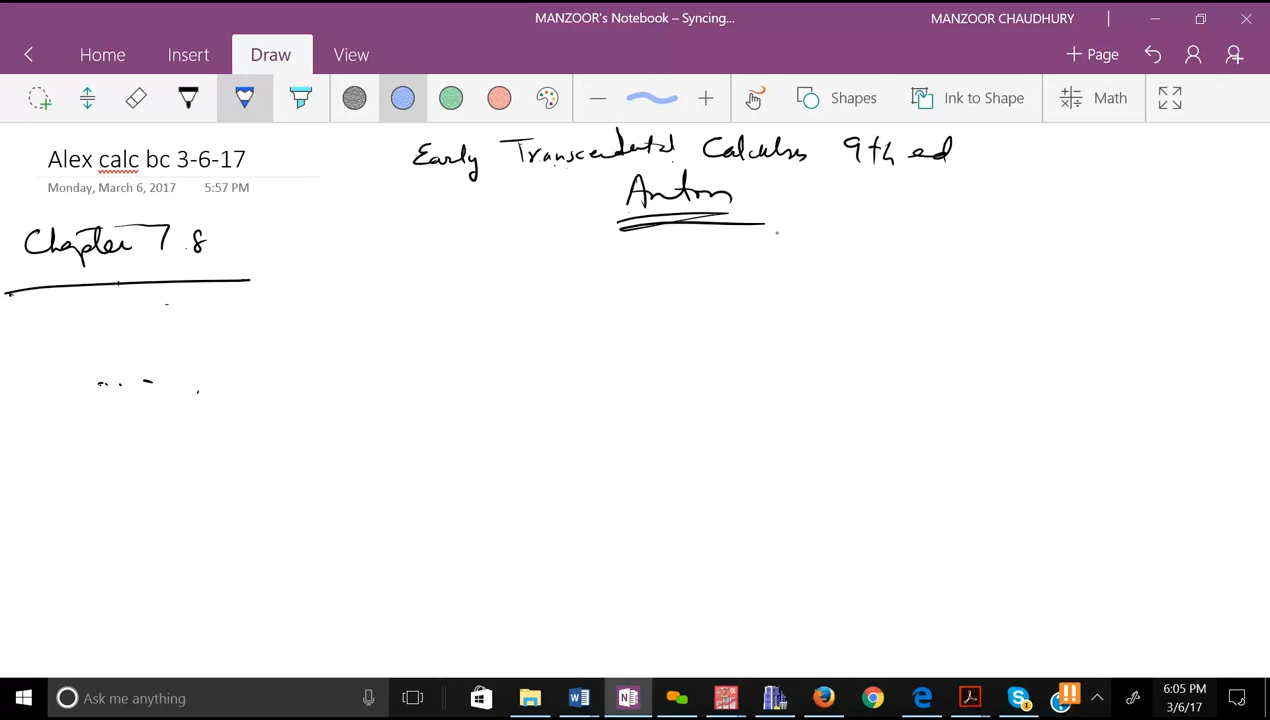 MANZOOR's Notebook – Syncing...
MANZOOR CHAUDHURY
Home Insert Draw View
Page
Shapes Ink to Shape Math
Alex calc bc 3-6-17
Monday, March 6, 2017 5:57 PM
Early Transcendental Calculus 9th ed
Anton
Chapter 7.8
Ask me anything
6:05 PM
3/6/17